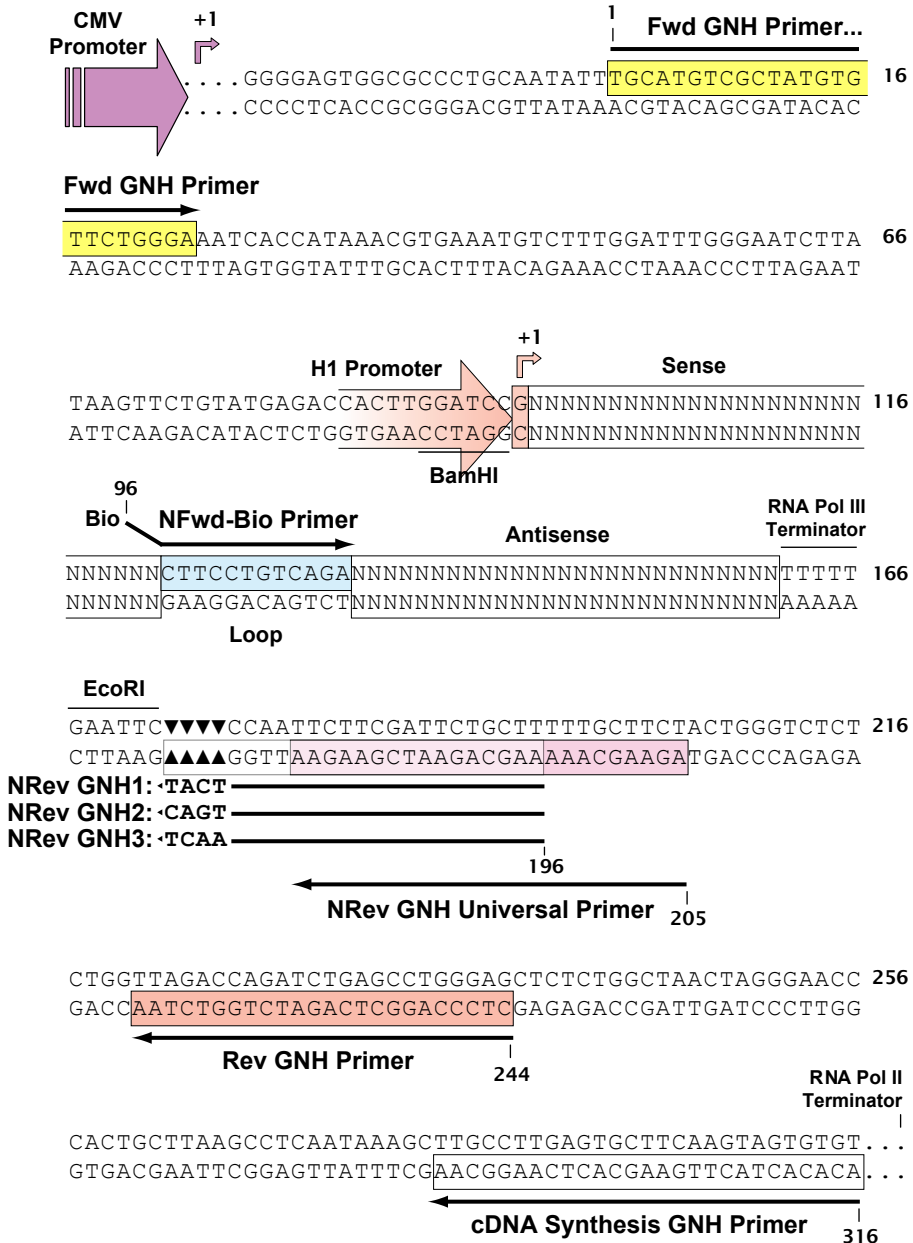 CMV
Promoter
+1
1
Fwd GNH Primer...
....GGGGAGTGGCGCCCTGCAATATTTGCATGTCGCTATGTG 16
....CCCCTCACCGCGGGACGTTATAAACGTACAGCGATACAC
Fwd GNH Primer
TTCTGGGAAATCACCATAAACGTGAAATGTCTTTGGATTTGGGAATCTTA 66
AAGACCCTTTAGTGGTATTTGCACTTTACAGAAACCTAAACCCTTAGAAT
+1
H1 Promoter
Sense
TAAGTTCTGTATGAGACCACTTGGATCCGNNNNNNNNNNNNNNNNNNNNN 116
ATTCAAGACATACTCTGGTGAACCTAGGCNNNNNNNNNNNNNNNNNNNNN
BamHI
96
Bio
NFwd-Bio Primer
Antisense
RNA Pol III
Terminator
NNNNNNCTTCCTGTCAGANNNNNNNNNNNNNNNNNNNNNNNNNNNTTTTT 166
NNNNNNGAAGGACAGTCTNNNNNNNNNNNNNNNNNNNNNNNNNNNAAAAA
Loop
EcoRI
GAATTC▼▼▼▼CCAATTCTTCGATTCTGCTTTTTGCTTCTACTGGGTCTCT 216
CTTAAG▲▲▲▲GGTTAAGAAGCTAAGACGAAAAACGAAGATGACCCAGAGA
NRev GNH1: TACT
NRev GNH2: CAGT
NRev GNH3: TCAA
196
NRev GNH Universal Primer 205
CTGGTTAGACCAGATCTGAGCCTGGGAGCTCTCTGGCTAACTAGGGAACC 256
GACCAATCTGGTCTAGACTCGGACCCTCGAGAGACCGATTGATCCCTTGG
Rev GNH Primer 244
RNA Pol II
Terminator
CACTGCTTAAGCCTCAATAAAGCTTGCCTTGAGTGCTTCAAGTAGTGTGT...
GTGACGAATTCGGAGTTATTTCGAACGGAACTCACGAAGTTCATCACACA...
cDNA Synthesis GNH Primer 316